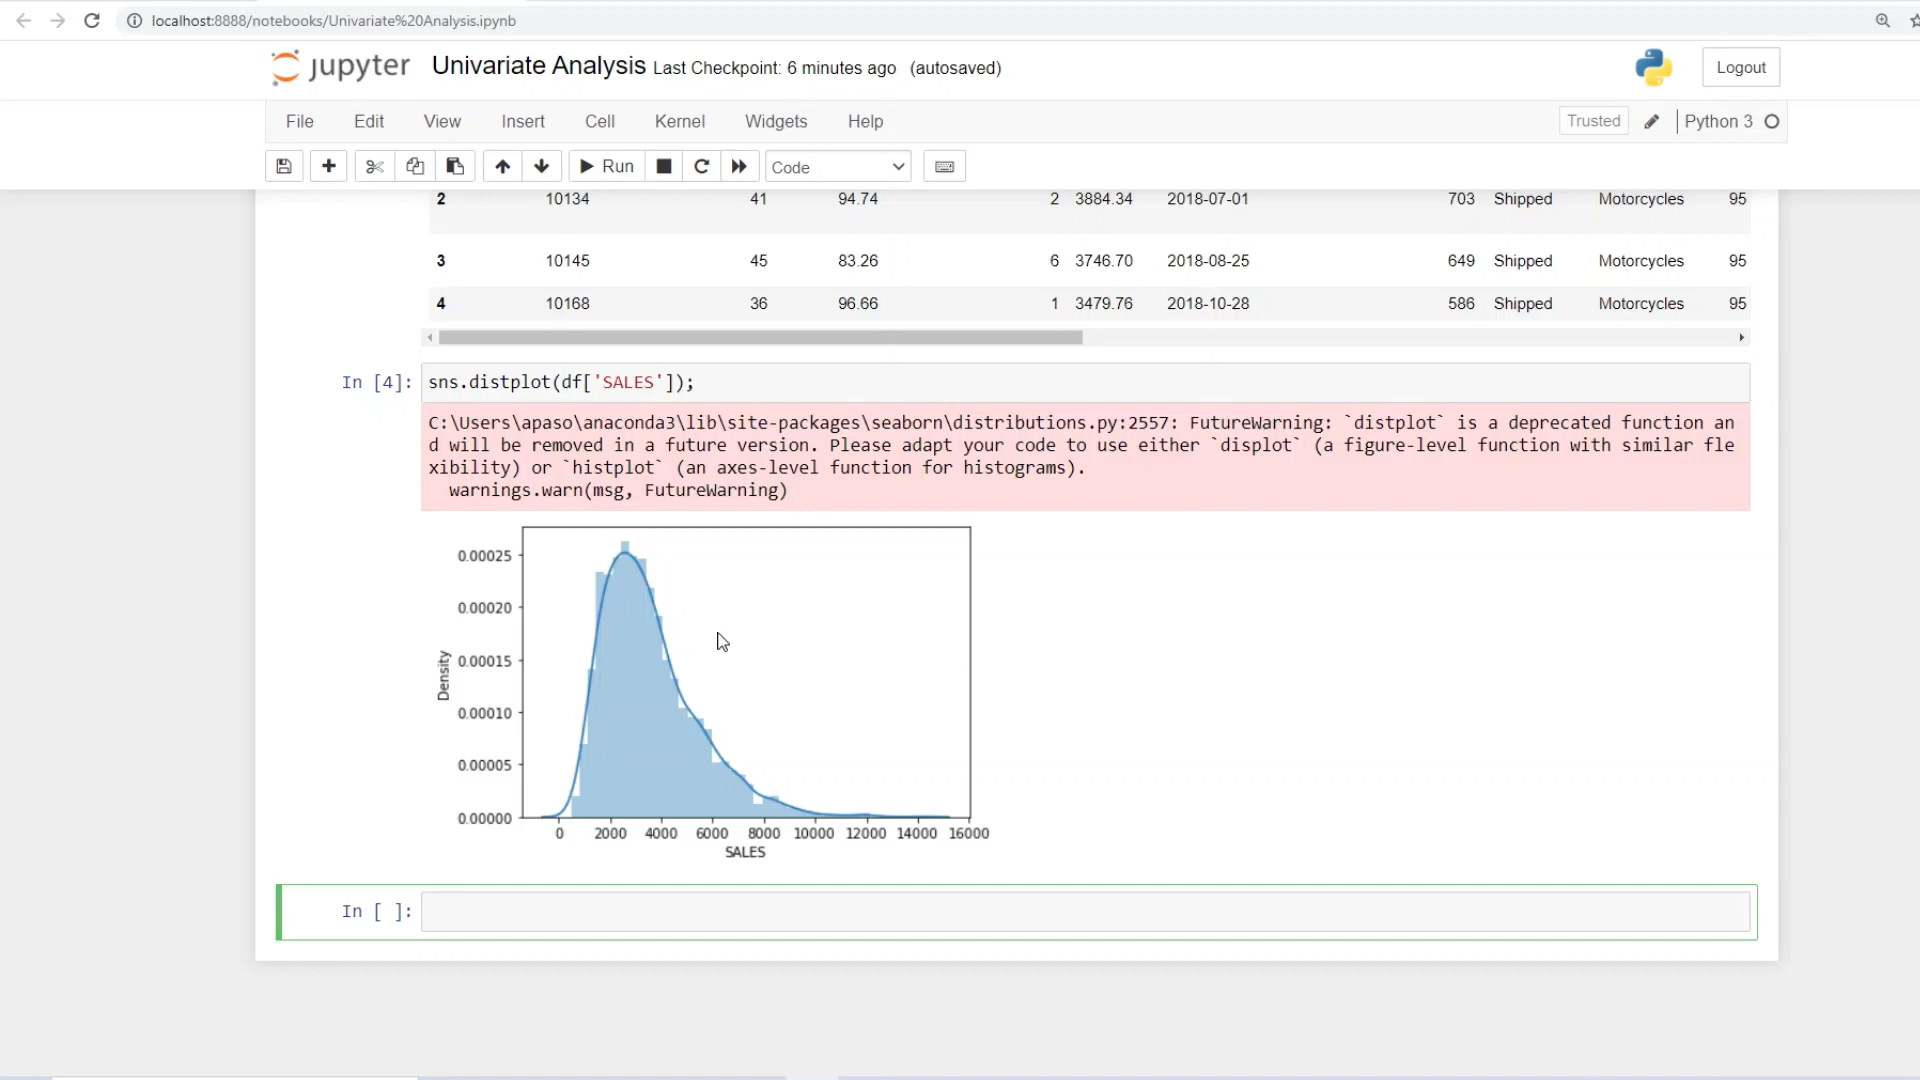 localhost:8888/notebooks/Univariate%20Analysis.ipynb
jupyter Univariate Analysis Last Checkpoint: 6 minutes ago (autosaved) Logout
File Edit View Insert Cell Kernel Widgets Help Trusted Python 3
Run Code
2 10134 41 94.74 2 3884.34 2018-07-01 703 Shipped Motorcycles 95
3 10145 45 83.26 6 3746.70 2018-08-25 649 Shipped Motorcycles 95
4 10168 36 96.66 1 3479.76 2018-10-28 586 Shipped Motorcycles 95
In [4]: sns.distplot(df['SALES']);
C:\Users\apaso\anaconda3\lib\site-packages\seaborn\distributions.py:2557: FutureWarning: `distplot` is a deprecated function an
d will be removed in a future version. Please adapt your code to use either `displot` (a figure-level function with similar fle
xibility) or `histplot` (an axes-level function for histograms).
warnings.warn(msg, FutureWarning)
0.00025
0.00020
0.00015
0.00010
0.00005
0.00000
Density
0 2000 4000 6000 8000 10000 12000 14000 16000
SALES
In [ ]: